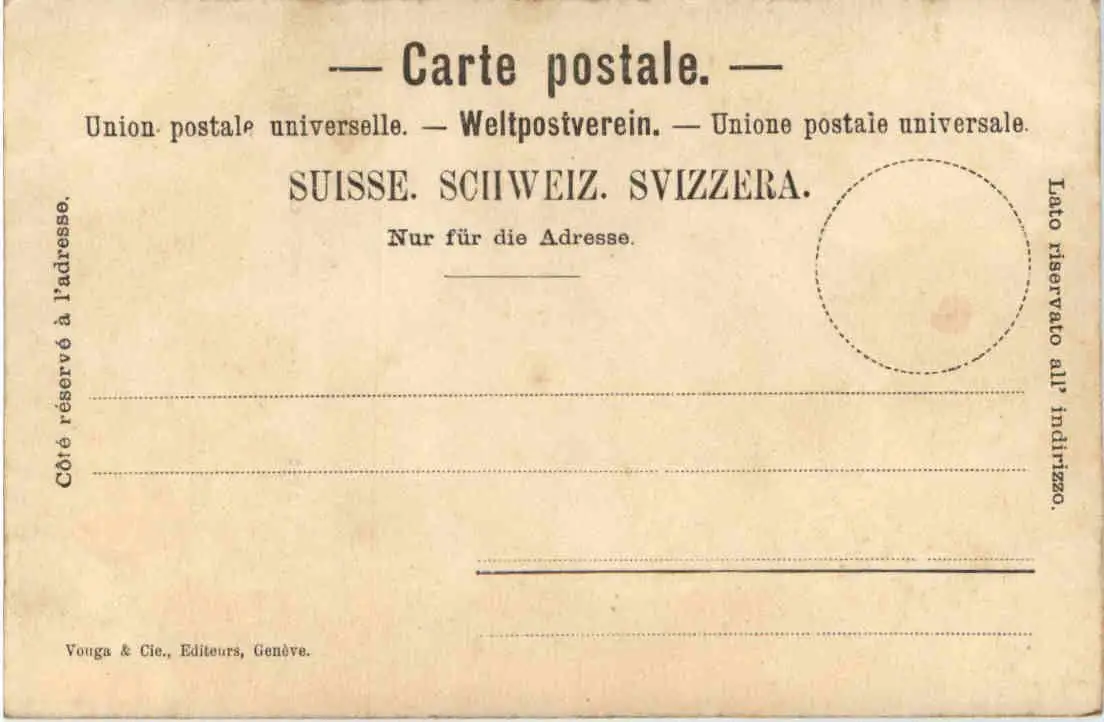 — Carte postale. —
Union postale universelle. — Weltpostverein. — Unione postale universale.
SUISSE. SCHWEIZ. SVIZZERA.
Nur für die Adresse.
Côté réservé à l'adresse.
Lato riservato all' indirizzo.
Vouga & Cie., Editeurs, Genève.